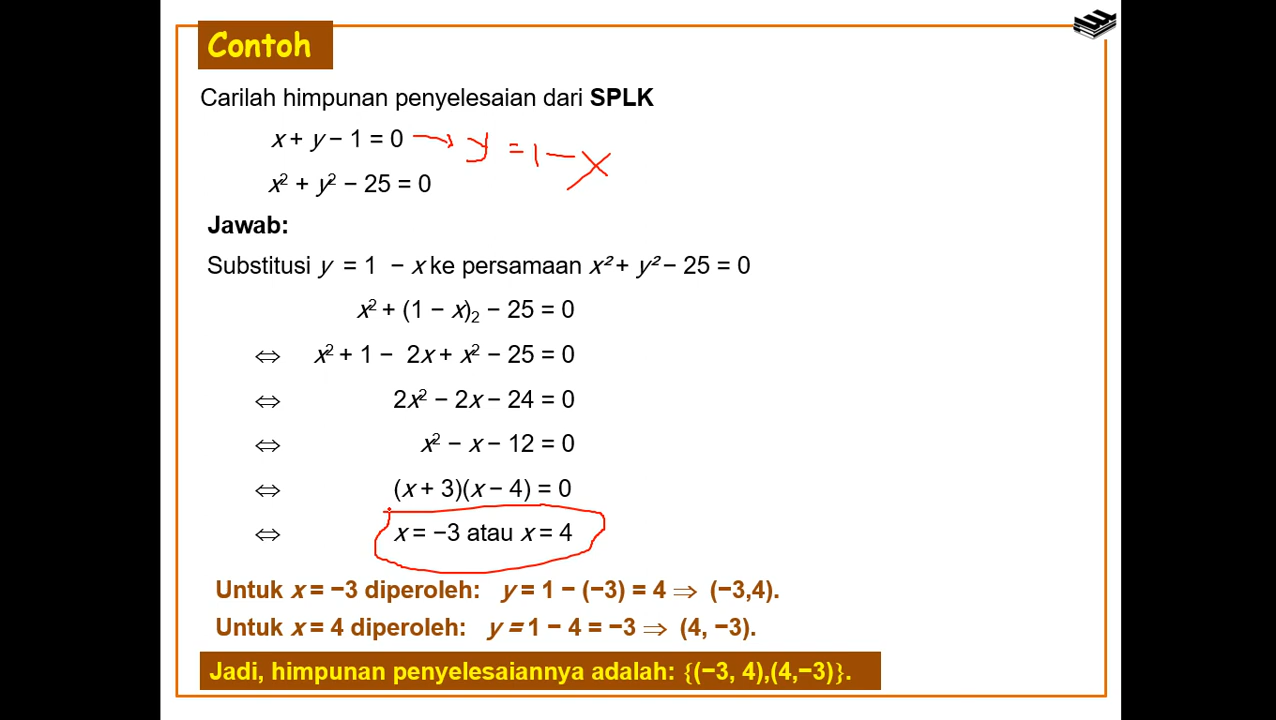 Contoh
Carilah himpunan penyelesaian dari SPLK
x + y − 1 = 0 → y = 1 − x
x² + y² − 25 = 0
Jawab:
Substitusi y = 1 − x ke persamaan x² + y² − 25 = 0
x² + (1 − x)₂ − 25 = 0
⇔ x² + 1 − 2x + x² − 25 = 0
⇔ 2x² − 2x − 24 = 0
⇔ x² − x − 12 = 0
⇔ (x + 3)(x − 4) = 0
⇔ x = −3 atau x = 4
Untuk x = −3 diperoleh: y = 1 − (−3) = 4 ⇒ (−3,4).
Untuk x = 4 diperoleh: y = 1 − 4 = −3 ⇒ (4, −3).
Jadi, himpunan penyelesaiannya adalah: {(−3, 4),(4,−3)}.